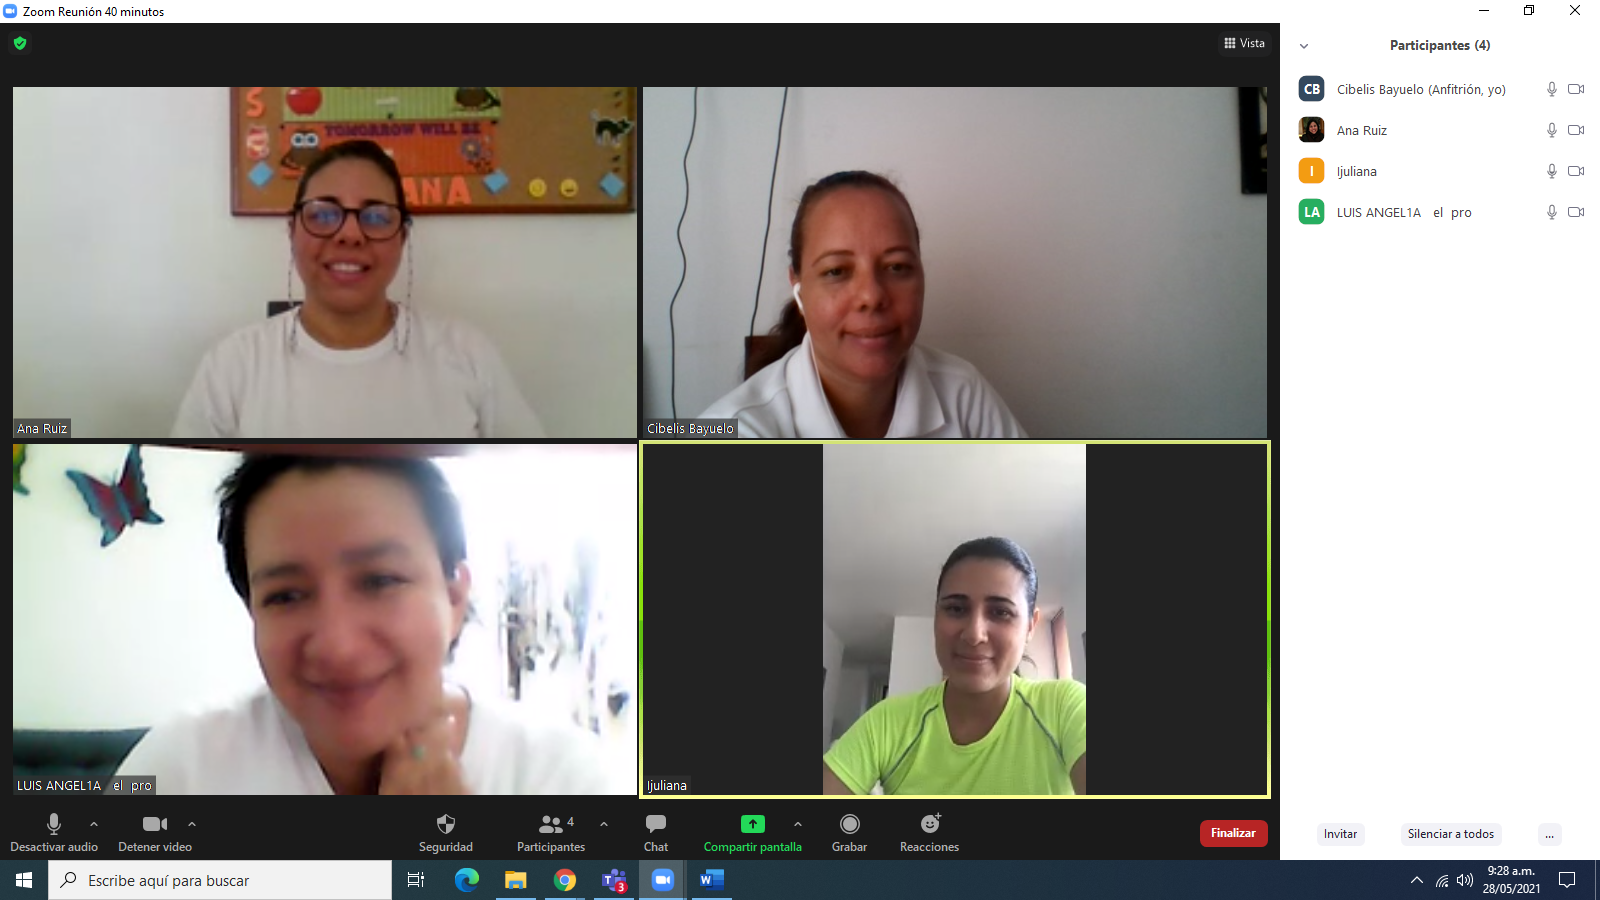 Zoom Reunión 40 minutos
Vista
Participantes (4)
CB Cibelis Bayuelo (Anfitrión, yo)
Ana Ruiz
I Ijuliana
LA LUIS ANGEL1A el pro
S
TOMORROW WILL BE
ANA
Ana Ruiz
Cibelis Bayuelo
LUIS ANGEL1A el pro
Ijuliana
Desactivar audio
Detener video
Seguridad
4
Participantes
Chat
Compartir pantalla
Grabar
Reacciones
Finalizar
Invitar
Silenciar a todos
...
Escribe aquí para buscar
3
9:28 a.m.
28/05/2021